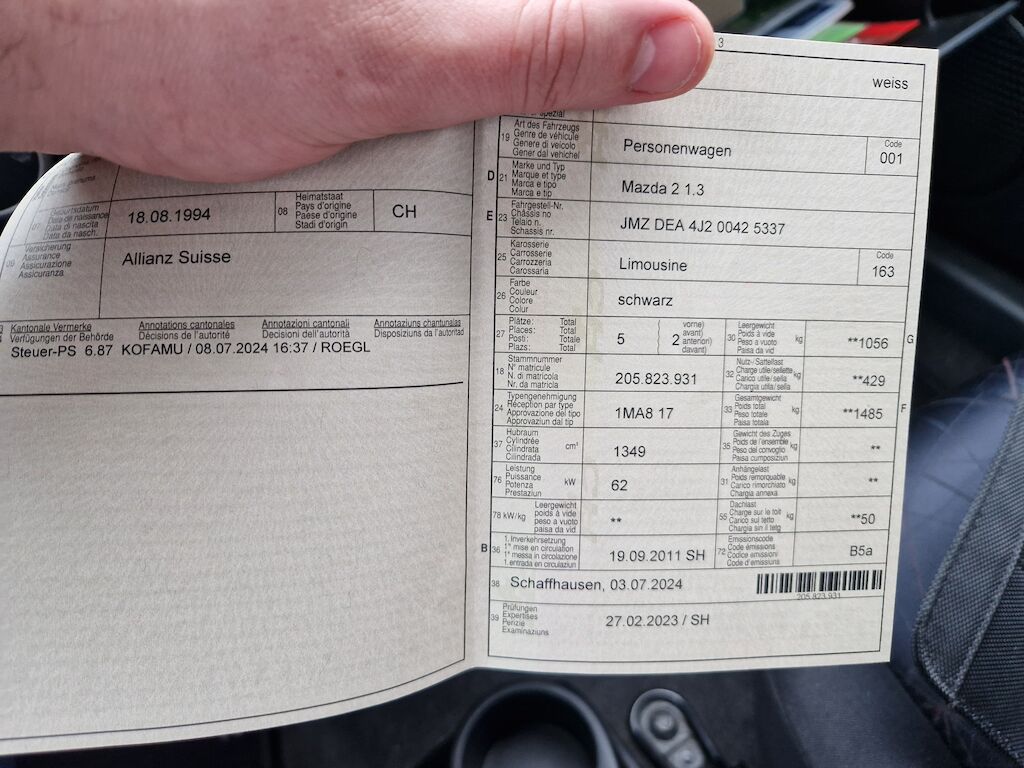 18.08.1994
08
Heimatstaat
Pays d'origine
Paese d'origine
Stadi d'origin
CH
07
Geburtsdatum
Date de naissance
Data di nascita
Data da nasch.
09
Versicherung
Assurance
Assicurazione
Assicuranza
Allianz Suisse
Kantonale Vermerke Annotations cantonales Annotazioni cantonali Annotaziuns chantunalas
Verfügungen der Behörde Décisions de l'autorité Decisioni dell'autorità Disposiziuns da l'autoritad
Steuer-PS 6.87 KOFAMU / 08.07.2024 16:37 / ROEGL
3
weiss
19
Art des Fahrzeugs
Genre de véhicule
Genere di veicolo
Gener dal vehichel
Personenwagen
Code
001
D
21
Marke und Typ
Marque et type
Marca e tipo
Marca e tip
Mazda 2 1.3
E
23
Fahrgestell-Nr.
Châssis no
Telaio n.
Schassis nr.
JMZ DEA 4J2 0042 5337
25
Karosserie
Carrosserie
Carrozzeria
Carossaria
Limousine
Code
163
26
Farbe
Couleur
Colore
Colur
schwarz
27
Plätze: Total
Places: Total
Posti: Totale
Plazs: Total
5
2
vorne)
avant)
anteriori)
davant)
30
Leergewicht
Poids à vide
Peso a vuoto
Paisa da vid
kg
**1056
G
18
Stammnummer
N° matricule
N. di matricola
Nr. da matricla
205.823.931
32
Nutz-/Sattellast
Charge utile/sellette
Carico utile/sella
Chargia utila/sella
kg
**429
24
Typengenehmigung
Réception par type
Approvazione del tipo
Approvaziun dal tip
1MA8 17
33
Gesamtgewicht
Poids total
Peso totale
Paisa totala
kg
**1485
F
37
Hubraum
Cylindrée
Cilindrata
Cilindrada
cm³
1349
35
Gewicht des Zuges
Poids de l'ensemble
Peso del convoglio
Paisa cumposiziun
kg
**
76
Leistung
Puissance
Potenza
Prestaziun
kW
62
31
Anhängelast
Poids remorquable
Carico rimorchiato
Chargia annexa
kg
**
78 kW/kg
Leergewicht
poids à vide
peso a vuoto
paisa da vid
**
55
Dachlast
Charge sur le toit
Carico sul tetto
Chargia sin il tetg
kg
**50
B
36
1. Inverkehrsetzung
1re mise en circulation
1a messa in circolazione
1. entrada en circulaziun
19.09.2011 SH
72
Emissionscode
Code émissions
Codice emissioni
Code d'emissiuns
B5a
38
Schaffhausen, 03.07.2024
205.823.931
39
Prüfungen
Expertises
Perizie
Examinaziuns
27.02.2023 / SH